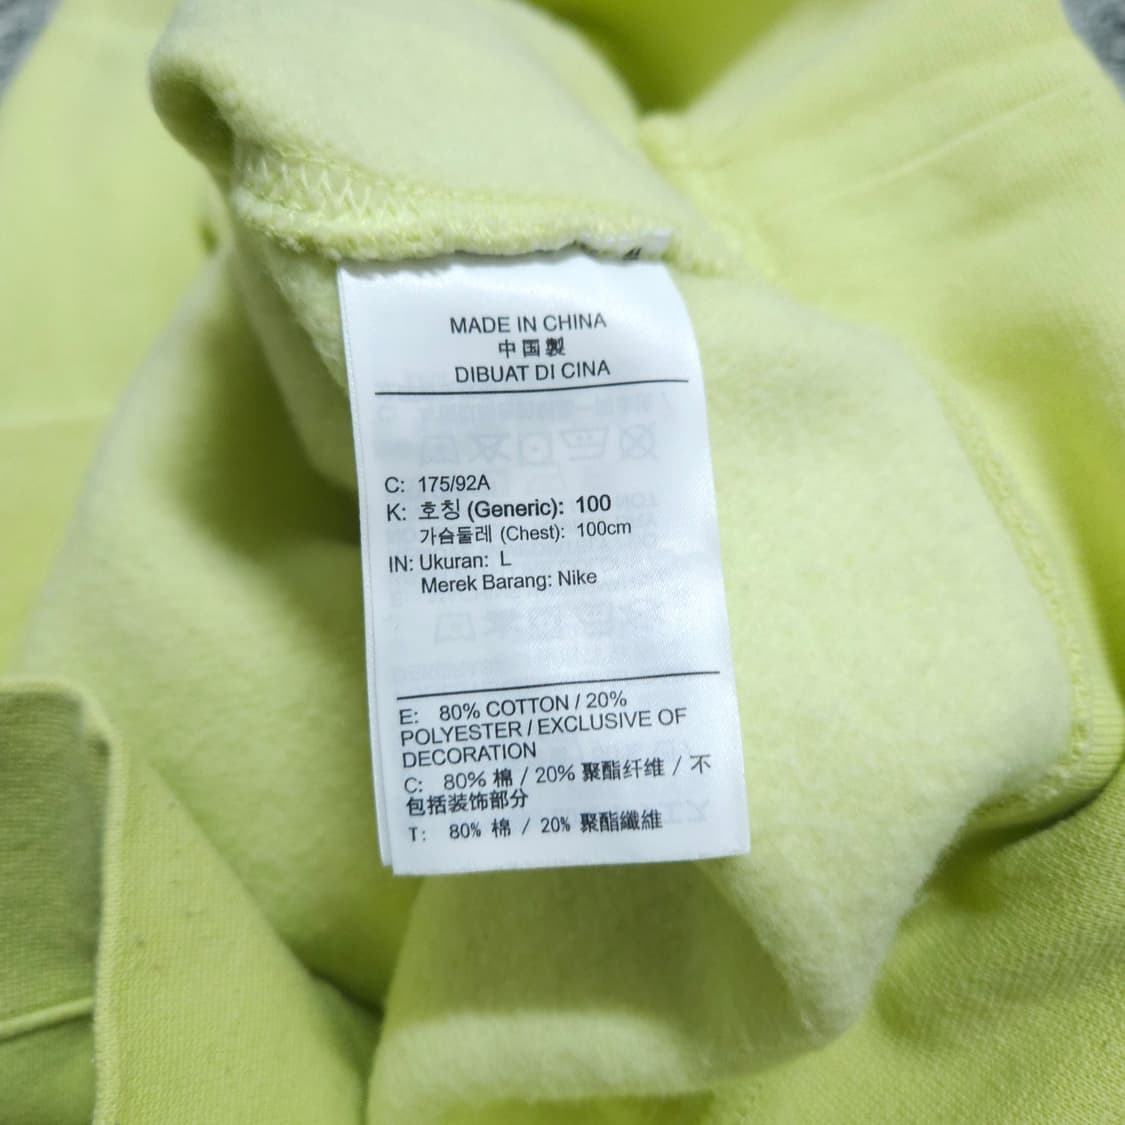 MADE IN CHINA
中国製
DIBUAT DI CINA
C: 175/92A
K: 호칭 (Generic): 100
가슴둘레 (Chest): 100cm
IN: Ukuran: L
Merek Barang: Nike
E: 80% COTTON / 20%
POLYESTER / EXCLUSIVE OF
DECORATION
C: 80% 棉 / 20% 聚酯纤维 / 不
包括装饰部分
T: 80% 棉 / 20% 聚酯纖維